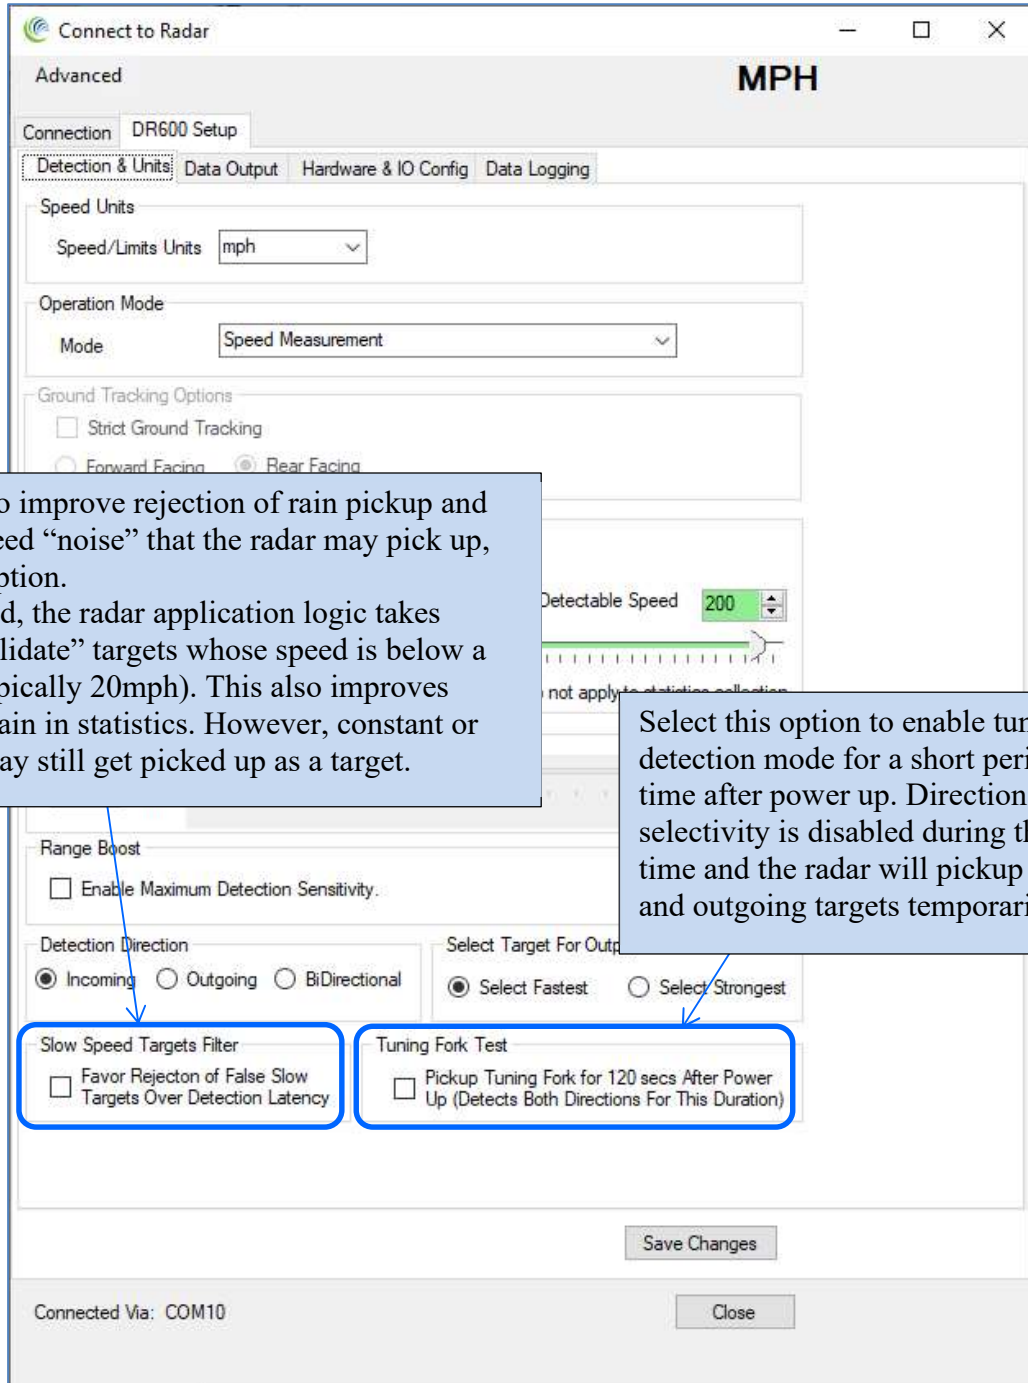 Connect to Radar
Advanced
MPH
Connection DR600 Setup
Detection & Units Data Output Hardware & IO Config Data Logging
Speed Units
Speed/Limits Units mph
Operation Mode
Mode Speed Measurement
Ground Tracking Options
Strict Ground Tracking
Forward Facing Rear Facing
o improve rejection of rain pickup and
eed “noise” that the radar may pick up,
ption.
d, the radar application logic takes
lidate” targets whose speed is below a
pically 20mph). This also improves
ain in statistics. However, constant or
ay still get picked up as a target.
Detectable Speed 200
not apply to statistics collection
Select this option to enable tun
detection mode for a short peri
time after power up. Direction
selectivity is disabled during th
time and the radar will pickup
and outgoing targets temporari
Range Boost
Enable Maximum Detection Sensitivity.
Detection Direction
Incoming Outgoing BiDirectional
Select Target For Outp
Select Fastest Select Strongest
Slow Speed Targets Filter
Favor Rejecton of False Slow
Targets Over Detection Latency
Tuning Fork Test
Pickup Tuning Fork for 120 secs After Power
Up (Detects Both Directions For This Duration)
Save Changes
Connected Via: COM10
Close